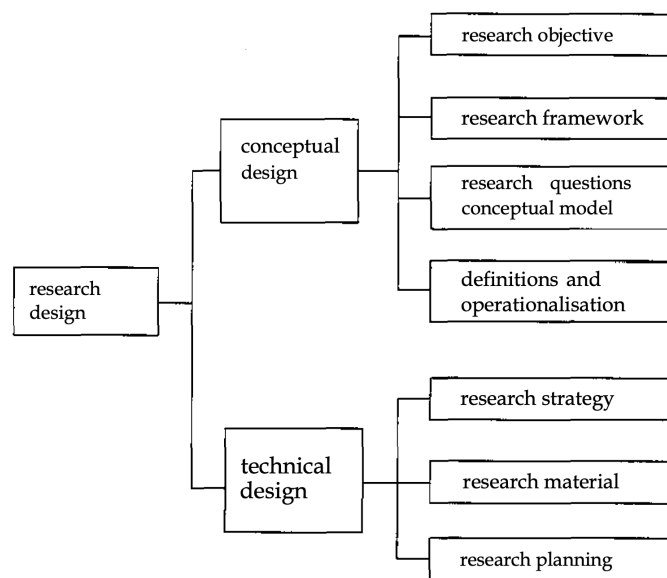 research objective
research framework
conceptual
design
research questions
conceptual model
definitions and
operationalisation
research
design
research strategy
technical
design
research material
research planning